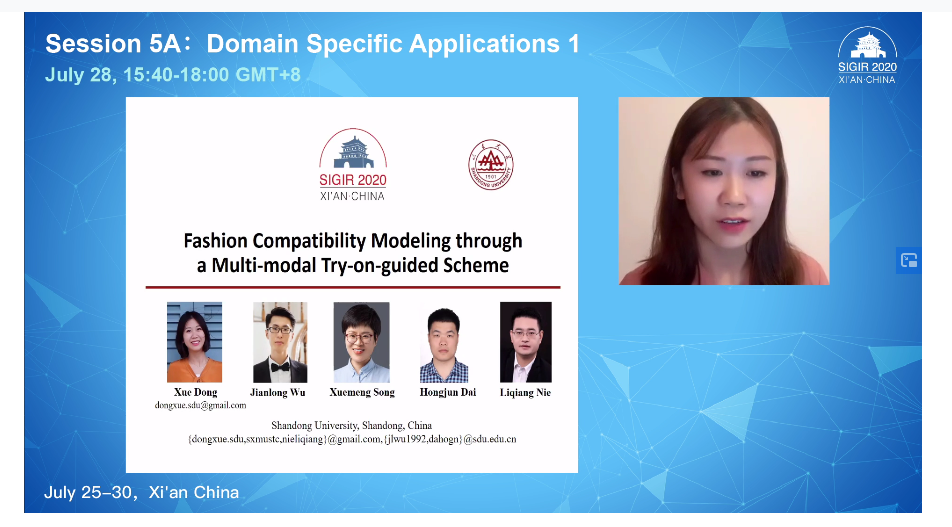 Session 5A：Domain Specific Applications 1
July 28, 15:40-18:00 GMT+8
SIGIR 2020
XI'AN·CHINA
SIGIR 2020
XI'AN·CHINA
SHANDONG UNIVERSITY
1901
Fashion Compatibility Modeling through
a Multi-modal Try-on-guided Scheme
Xue Dong
Jianlong Wu
Xuemeng Song
Hongjun Dai
Liqiang Nie
dongxue.sdu@gmail.com
Shandong University, Shandong, China
{dongxue.sdu,sxmustc,nieliqiang}@gmail.com,{jlwu1992,dahogn}@sdu.edu.cn
July 25–30，Xi'an China